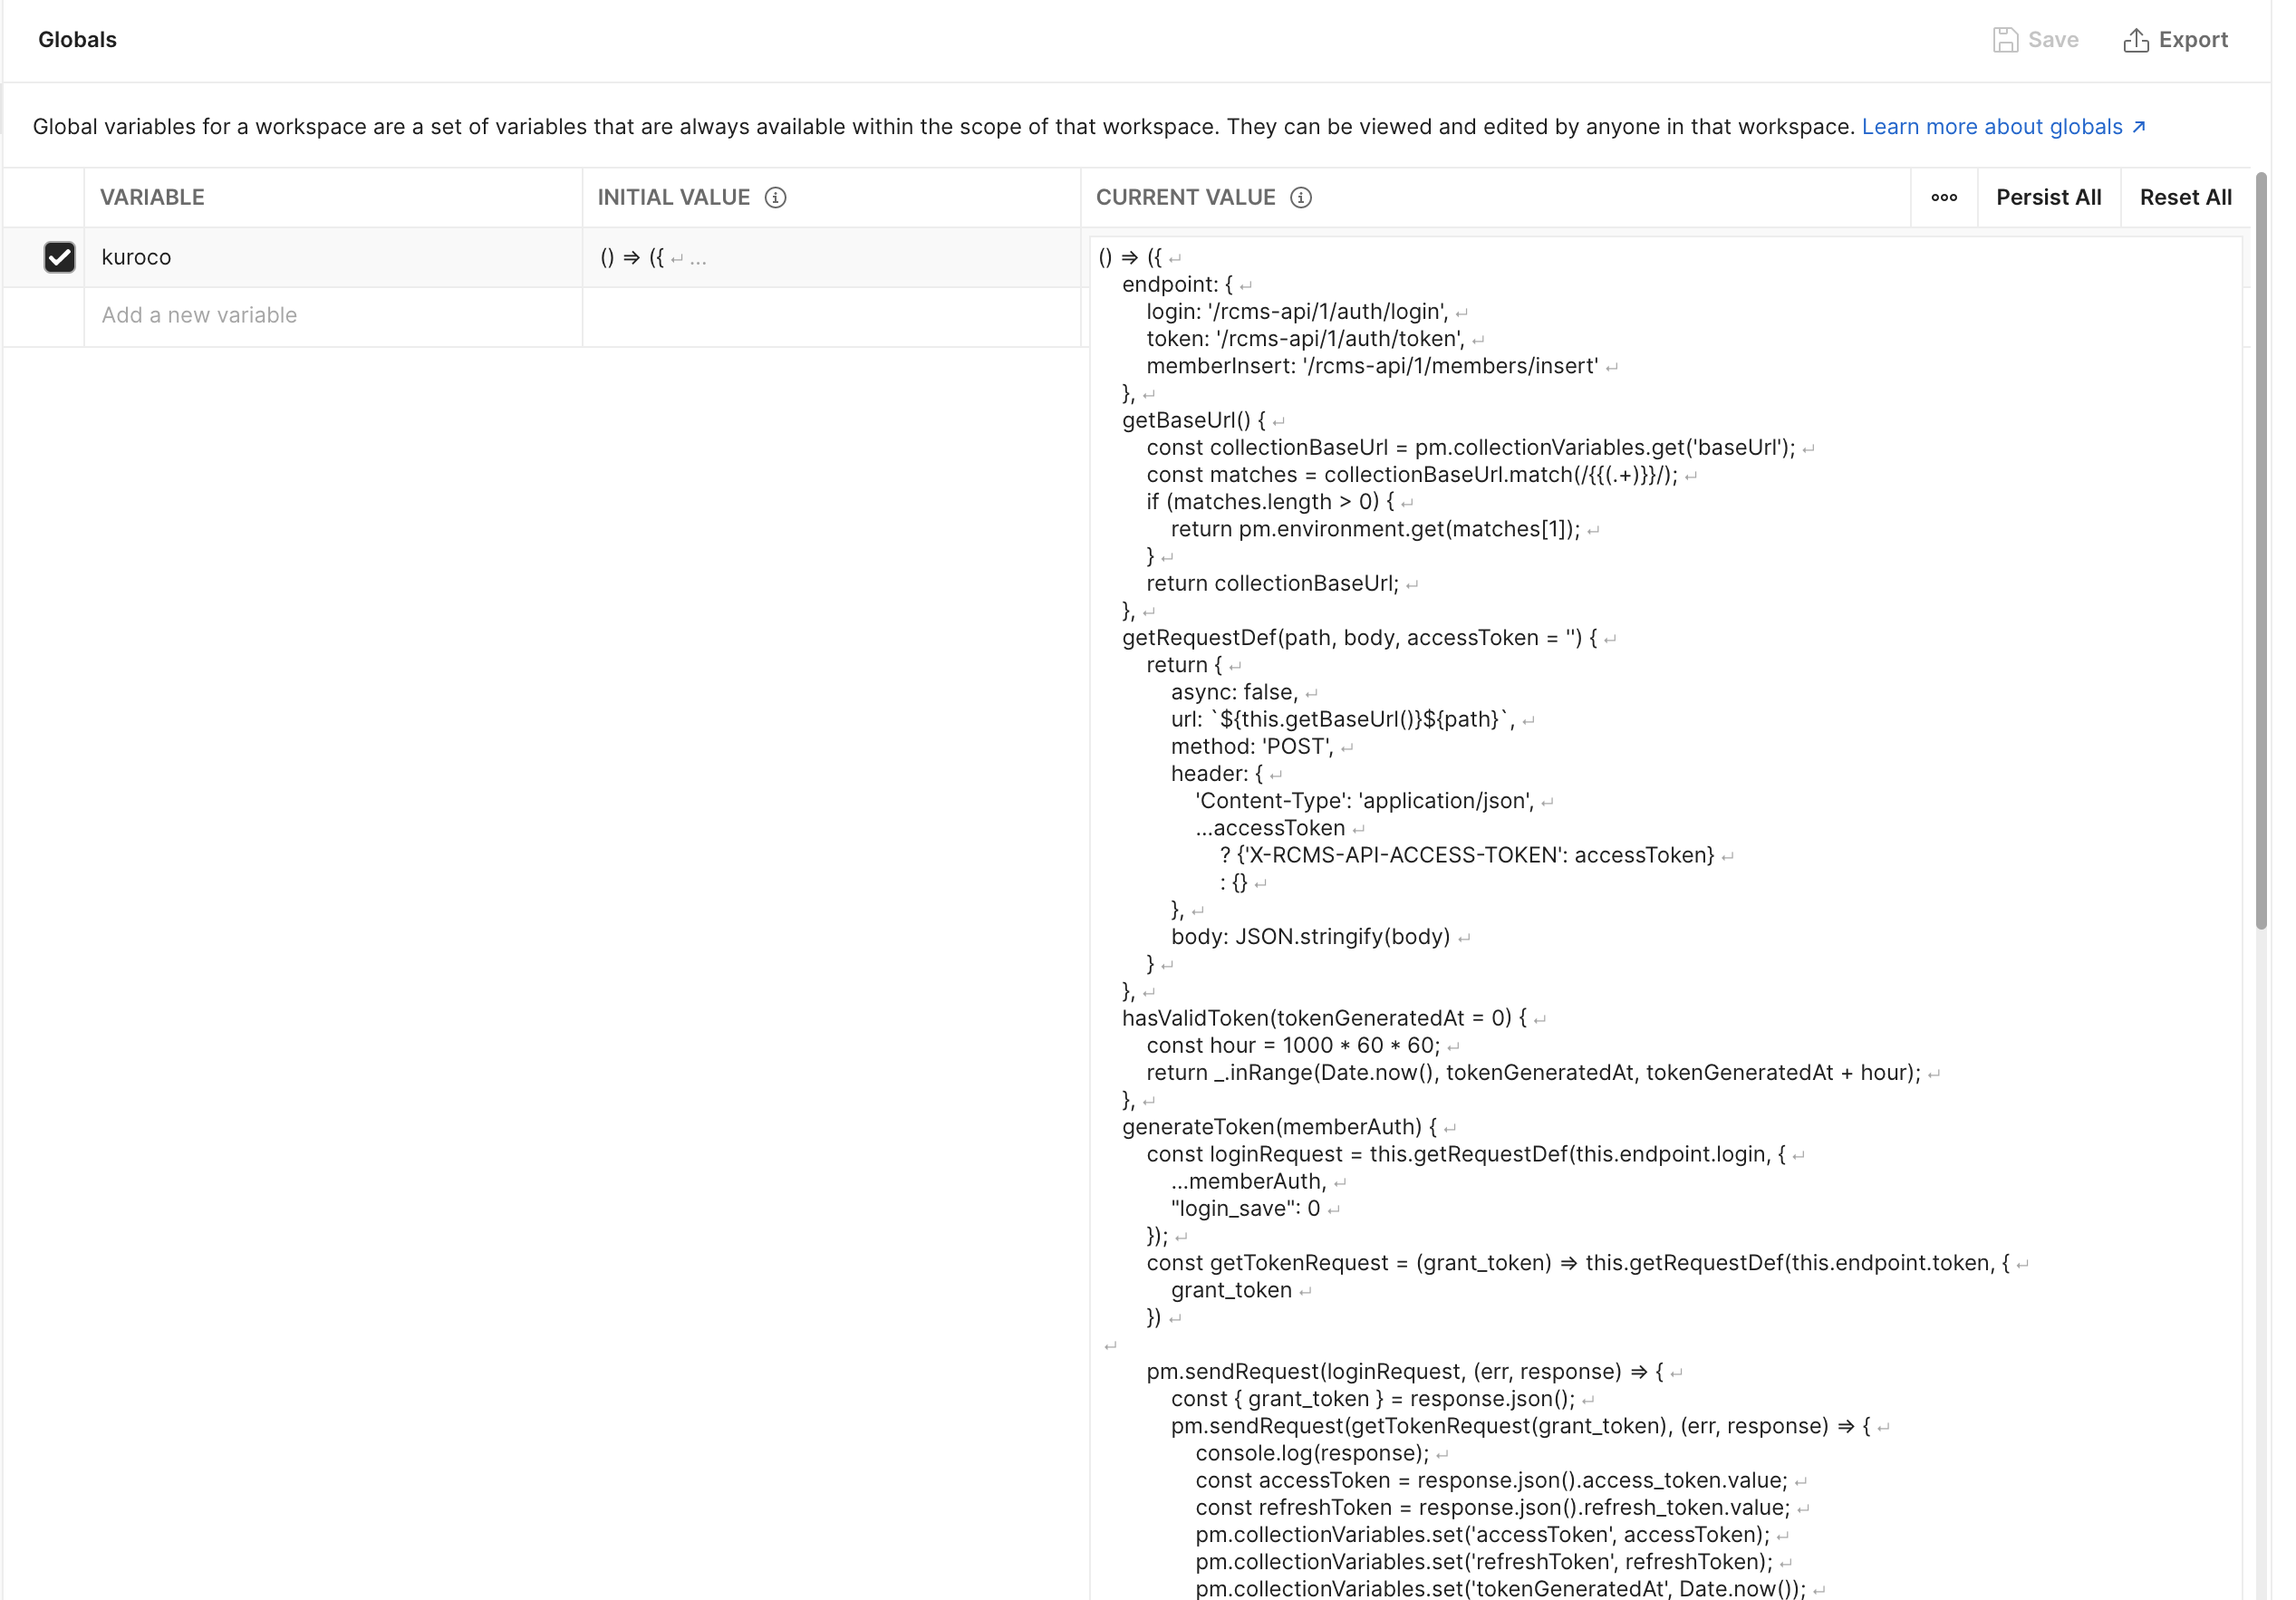 Globals
Save
Export
Global variables for a workspace are a set of variables that are always available within the scope of that workspace. They can be viewed and edited by anyone in that workspace. Learn more about globals ↗
VARIABLE INITIAL VALUE CURRENT VALUE ooo Persist All Reset All
kuroco
() => ({ ↵ ...
Add a new variable
() => ({ ↵
endpoint: { ↵
login: '/rcms-api/1/auth/login', ↵
token: '/rcms-api/1/auth/token', ↵
memberInsert: '/rcms-api/1/members/insert' ↵
}, ↵
getBaseUrl() { ↵
const collectionBaseUrl = pm.collectionVariables.get('baseUrl'); ↵
const matches = collectionBaseUrl.match(/{{(.+)}}/); ↵
if (matches.length > 0) { ↵
return pm.environment.get(matches[1]); ↵
} ↵
return collectionBaseUrl; ↵
}, ↵
getRequestDef(path, body, accessToken = '') { ↵
return { ↵
async: false, ↵
url: `${this.getBaseUrl()}${path}`, ↵
method: 'POST', ↵
header: { ↵
'Content-Type': 'application/json', ↵
...accessToken ↵
? {'X-RCMS-API-ACCESS-TOKEN': accessToken} ↵
: {} ↵
}, ↵
body: JSON.stringify(body) ↵
} ↵
}, ↵
hasValidToken(tokenGeneratedAt = 0) { ↵
const hour = 1000 * 60 * 60; ↵
return _.inRange(Date.now(), tokenGeneratedAt, tokenGeneratedAt + hour); ↵
}, ↵
generateToken(memberAuth) { ↵
const loginRequest = this.getRequestDef(this.endpoint.login, { ↵
...memberAuth, ↵
"login_save": 0 ↵
}); ↵
const getTokenRequest = (grant_token) => this.getRequestDef(this.endpoint.token, { ↵
grant_token ↵
}) ↵
↵
pm.sendRequest(loginRequest, (err, response) => { ↵
const { grant_token } = response.json(); ↵
pm.sendRequest(getTokenRequest(grant_token), (err, response) => { ↵
console.log(response); ↵
const accessToken = response.json().access_token.value; ↵
const refreshToken = response.json().refresh_token.value; ↵
pm.collectionVariables.set('accessToken', accessToken); ↵
pm.collectionVariables.set('refreshToken', refreshToken); ↵
pm.collectionVariables.set('tokenGeneratedAt', Date.now()); ↵